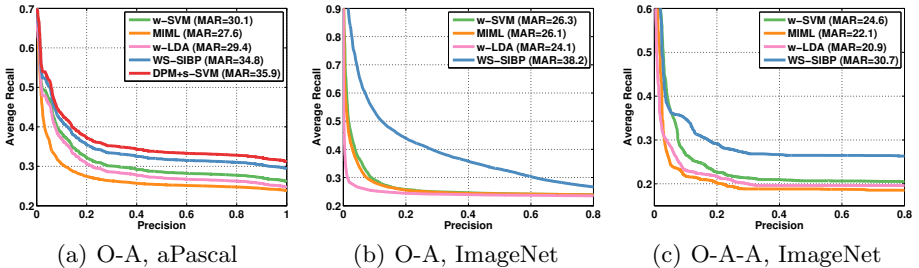 w-SVM (MAR=30.1)
MIML (MAR=27.6)
w-LDA (MAR=29.4)
WS-SIBP (MAR=34.8)
DPM+s-SVM (MAR=35.9)
0.7
0.6
0.5
0.4
0.3
0.2
Average Recall
0 0.2 0.4 0.6 0.8 1
Precision
(a) O-A, aPascal
w-SVM (MAR=26.3)
MIML (MAR=26.1)
w-LDA (MAR=24.1)
WS-SIBP (MAR=38.2)
0.9
0.8
0.7
0.6
0.5
0.4
0.3
0.2
Average Recall
0 0.2 0.4 0.6 0.8
Precision
(b) O-A, ImageNet
w-SVM (MAR=24.6)
MIML (MAR=22.1)
w-LDA (MAR=20.9)
WS-SIBP (MAR=30.7)
0.6
0.5
0.4
0.3
0.2
Average Recall
0 0.2 0.4 0.6 0.8
Precision
(c) O-A-A, ImageNet